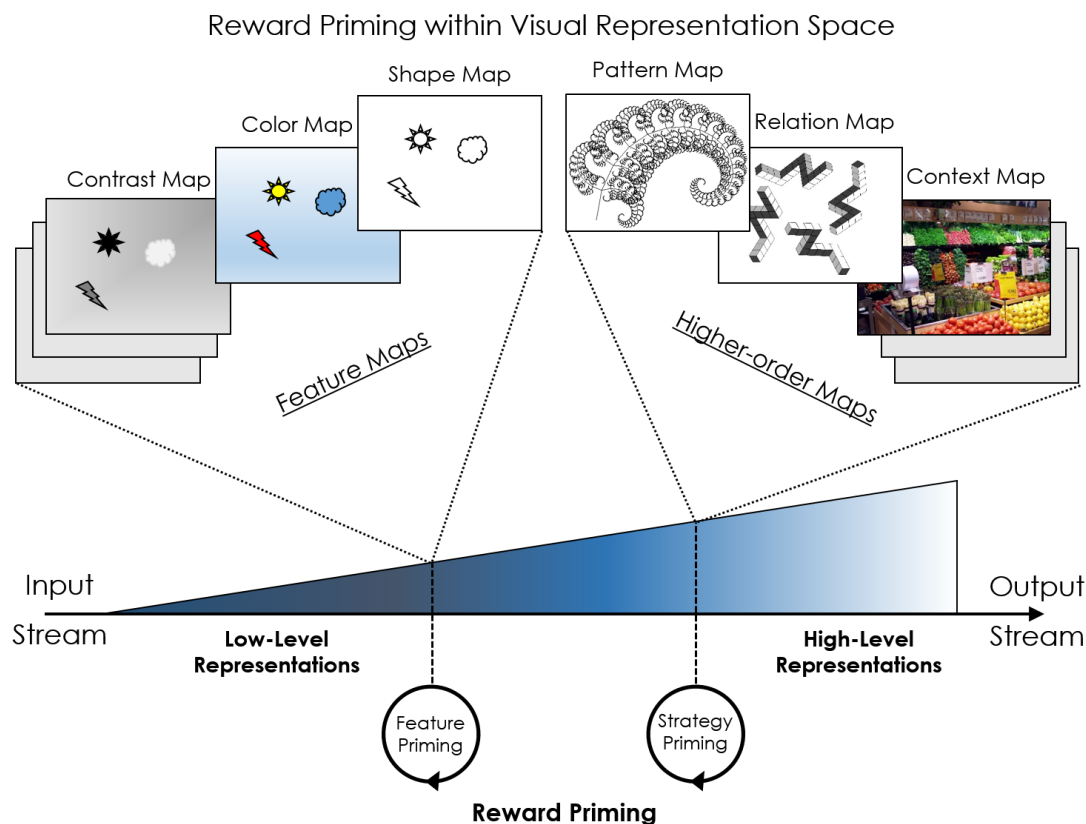 Reward Priming within Visual Representation Space
Shape Map
Pattern Map
Color Map
Relation Map
Contrast Map
Context Map
Feature Maps
Higher-order Maps
Input
Stream
Output
Stream
Low-Level
Representations
High-Level
Representations
Feature
Priming
Strategy
Priming
Reward Priming